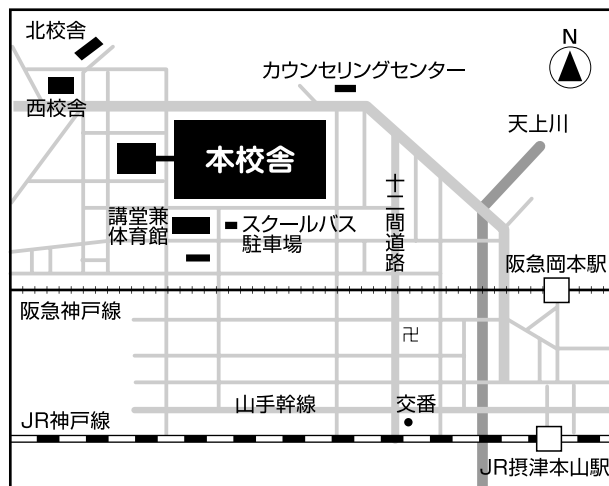 北校舎
N
カウンセリングセンター
西校舎
天上川
本校舎
十二間道路
講堂兼
体育館
スクールバス
駐車場
阪急岡本駅
阪急神戸線
卍
山手幹線
交番
JR神戸線
JR摂津本山駅